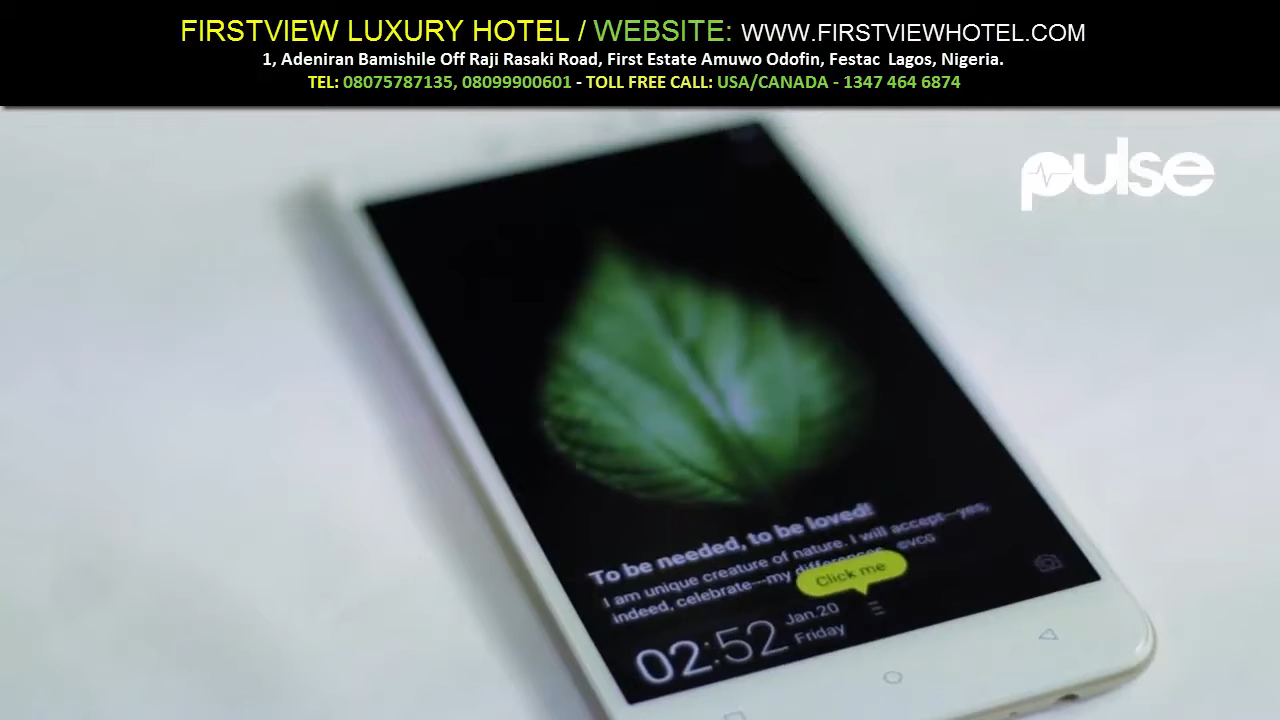 FIRSTVIEW LUXURY HOTEL / WEBSITE: WWW.FIRSTVIEWHOTEL.COM
1, Adeniran Bamishile Off Raji Rasaki Road, First Estate Amuwo Odofin, Festac Lagos, Nigeria.
TEL: 08075787135, 08099900601 - TOLL FREE CALL: USA/CANADA - 1347 464 6874
pulse
To be needed, to be loved!
I am unique creature of nature. I will accept—yes,
indeed, celebrate—my differences. ©VCG
Click me
02:52
Jan.20
Friday